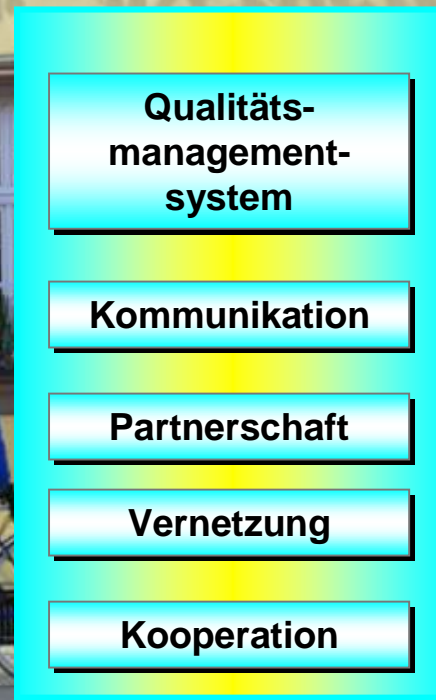 Qualitäts-
management-
system
Kommunikation
Partnerschaft
Vernetzung
Kooperation